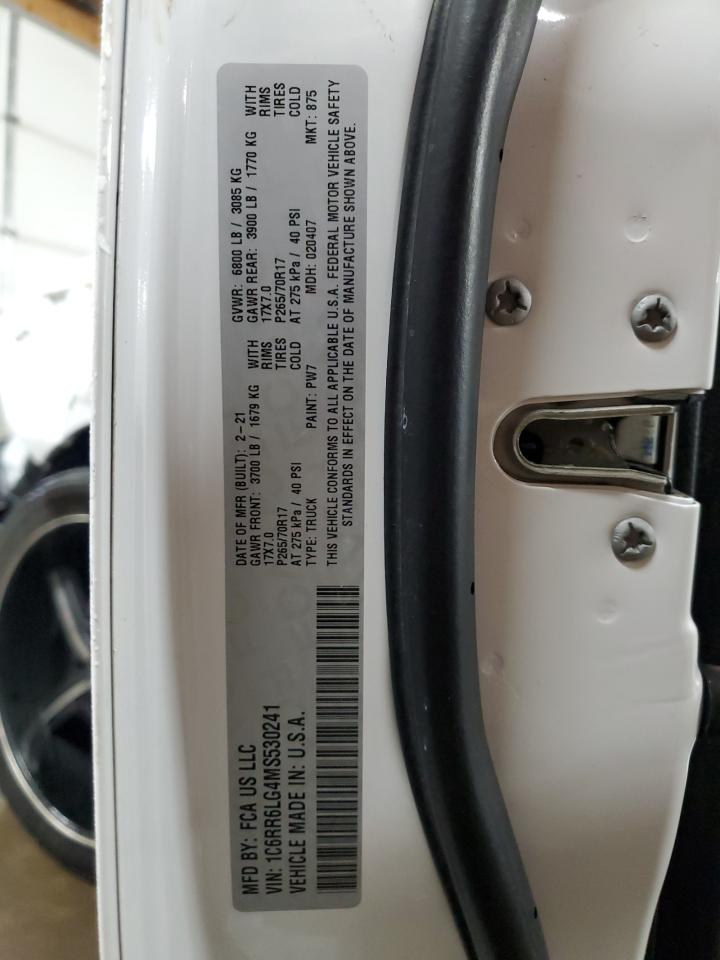 MFD BY: FCA US LLC
VIN: 1C6RR6LG4MS530241
VEHICLE MADE IN: U.S.A.
DATE OF MFR (BUILT): 2-21 GVWR: 6800 LB / 3085 KG
GAWR FRONT: 3700 LB / 1679 KG WITH GAWR REAR: 3900 LB / 1770 KG WITH
17X7.0 RIMS 17X7.0 RIMS
P265/70R17 TIRES P265/70R17 TIRES
AT 275 kPa / 40 PSI COLD AT 275 kPa / 40 PSI COLD
TYPE: TRUCK PAINT: PW7 MDH: 020407 MKT: 875
THIS VEHICLE CONFORMS TO ALL APPLICABLE U.S.A. FEDERAL MOTOR VEHICLE SAFETY
STANDARDS IN EFFECT ON THE DATE OF MANUFACTURE SHOWN ABOVE.